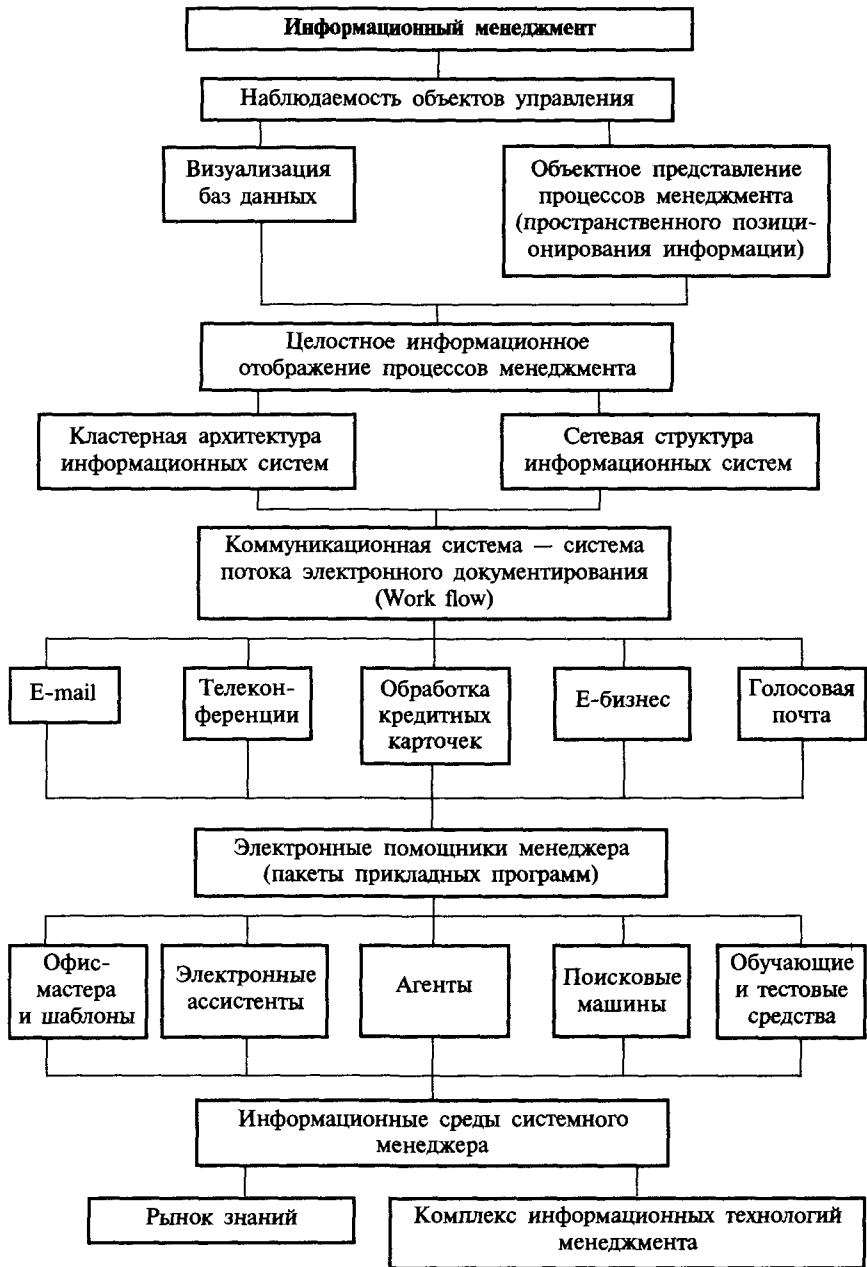 Информационный менеджмент
Наблюдаемость объектов управления
Визуализация
баз данных
Объектное представление
процессов менеджмента
(пространственного позици-
онирования информации)
Целостное информационное
отображение процессов менеджмента
Кластерная архитектура
информационных систем
Сетевая структура
информационных систем
Коммуникационная система — система
потока электронного документирования
(Work flow)
E-mail
Телекон-
ференции
Обработка
кредитных
карточек
Е-бизнес
Голосовая
почта
Электронные помощники менеджера
(пакеты прикладных программ)
Офис-
мастера
и шаблоны
Электронные
ассистенты
Агенты
Поисковые
машины
Обучающие
и тестовые
средства
Информационные среды системного
менеджера
Рынок знаний
Комплекс информационных технологий
менеджмента